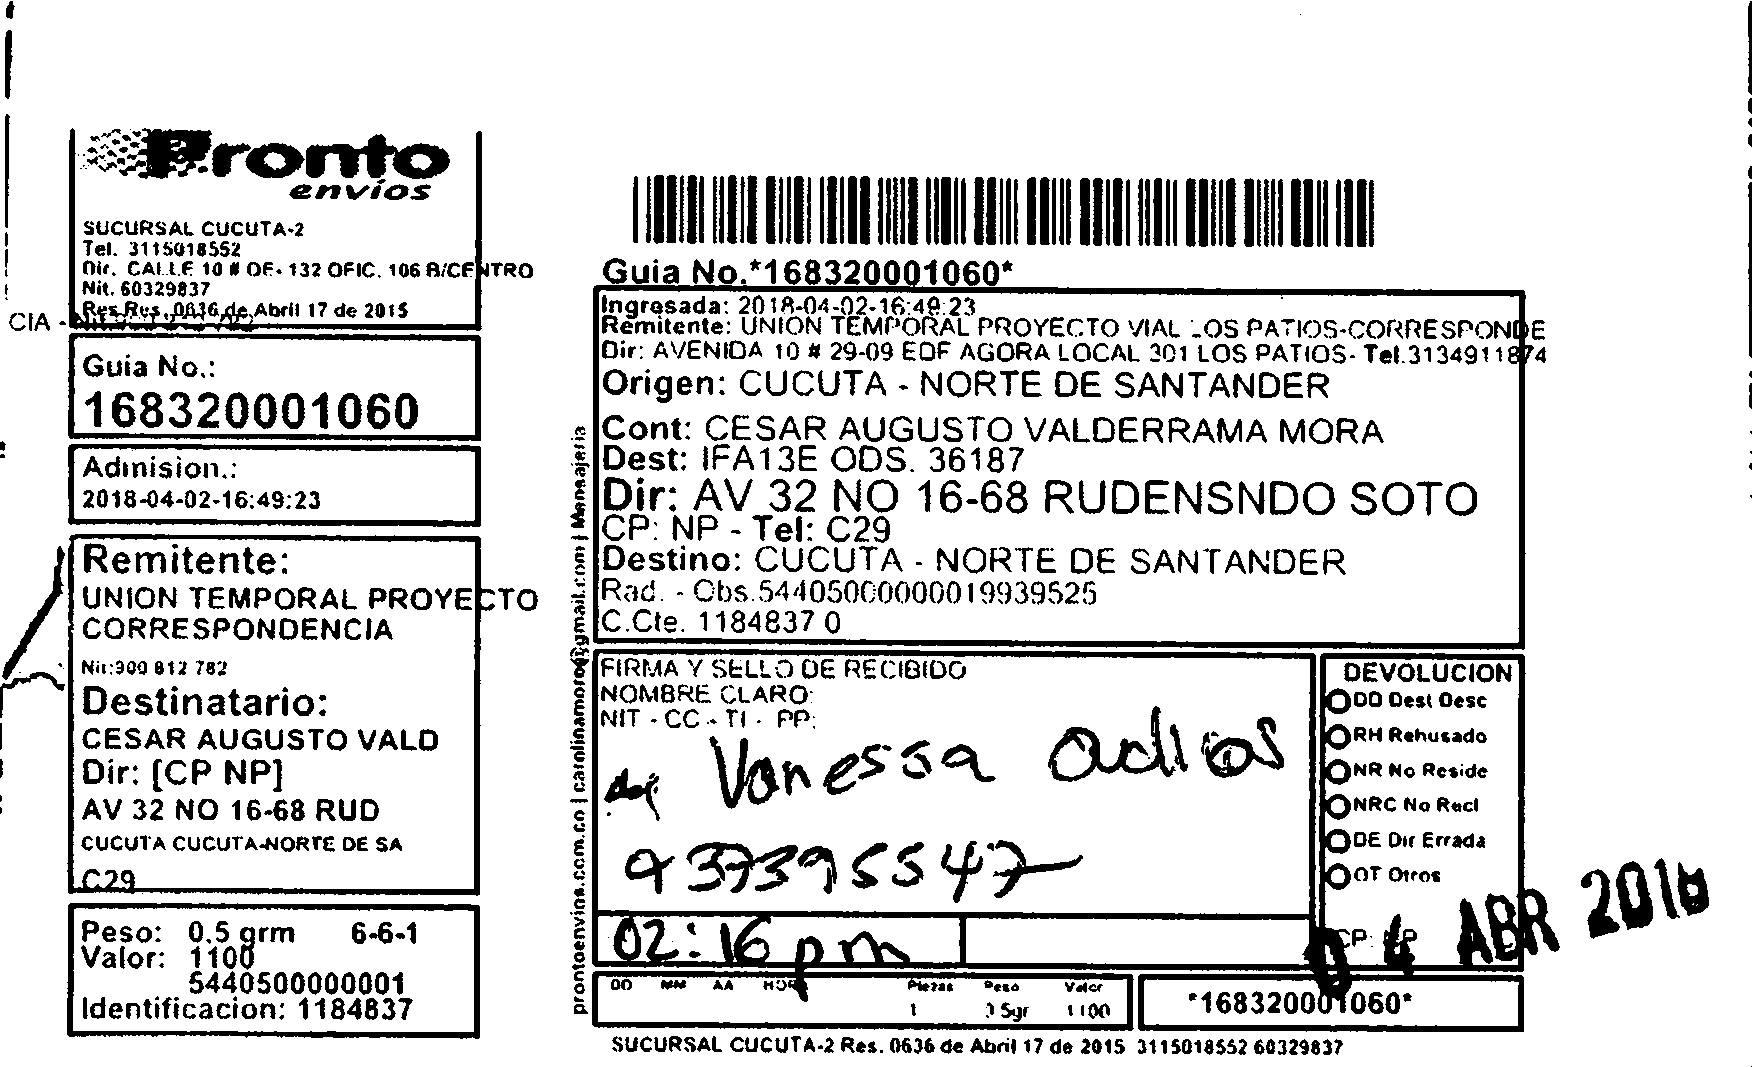 Pronto
envíos
SUCURSAL CUCUTA-2
Tel. 3115018552
Dir. CALLE 10 # OE- 132 OFIC. 106 B/CENTRO
Nit. 60329837
Res.Res. 0636 de Abril 17 de 2015
CIA -
Guia No.:
168320001060
Admision.:
2018-04-02-16:49:23
Remitente:
UNION TEMPORAL PROYECTO
CORRESPONDENCIA
Nit:900 812 782
Destinatario:
CESAR AUGUSTO VALD
Dir: [CP NP]
AV 32 NO 16-68 RUD
CUCUTA CUCUTA-NORTE DE SA
C29
Peso: 0.5 grm 6-6-1
Valor: 1100
5440500000001
Identificacion: 1184837
prontoenvios.com.co | carolinamoro@gmail.com | Mensajeria
Guia No.*168320001060*
Ingresada: 2018-04-02-16:49:23
Remitente: UNION TEMPORAL PROYECTO VIAL LOS PATIOS-CORRESPONDE
Dir: AVENIDA 10 # 29-09 EDF AGORA LOCAL 301 LOS PATIOS- Tel.3134911874
Origen: CUCUTA - NORTE DE SANTANDER
Cont: CESAR AUGUSTO VALDERRAMA MORA
Dest: IFA13E ODS. 36187
Dir: AV 32 NO 16-68 RUDENSNDO SOTO
CP: NP - Tel: C29
Destino: CUCUTA - NORTE DE SANTANDER
Rad. - Obs.5440500000019939525
C.Cte. 1184837 0
FIRMA Y SELLO DE RECIBIDO
NOMBRE CLARO:
NIT - CC - TI - PP:
Vanessa
937395547
02:16 pm
DEVOLUCION
DD Dest Desc
RH Rehusado
NR No Reside
NRC No Recl
DE Dir Errada
OT Otros
CP: NP
04 ABR 2018
DD MM AA HORA Piezas Peso Valor
1 0.5gr 1100
*168320001060*
SUCURSAL CUCUTA-2 Res. 0636 de Abril 17 de 2015 3115018552 60329837